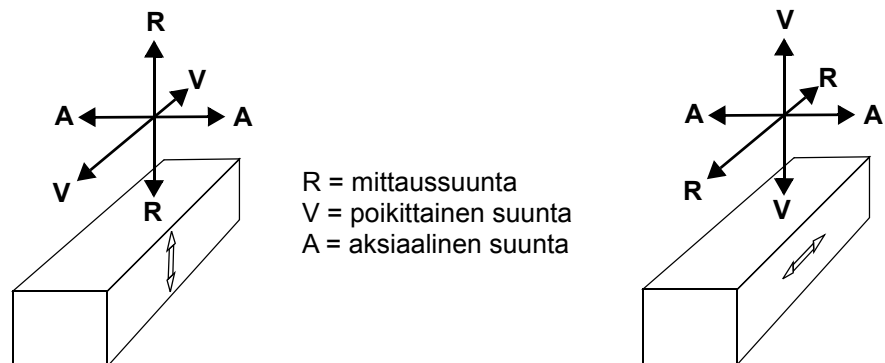 R
V
A A
V
R
R = mittaussuunta
V = poikittainen suunta
A = aksiaalinen suunta
V
R
A A
R
V